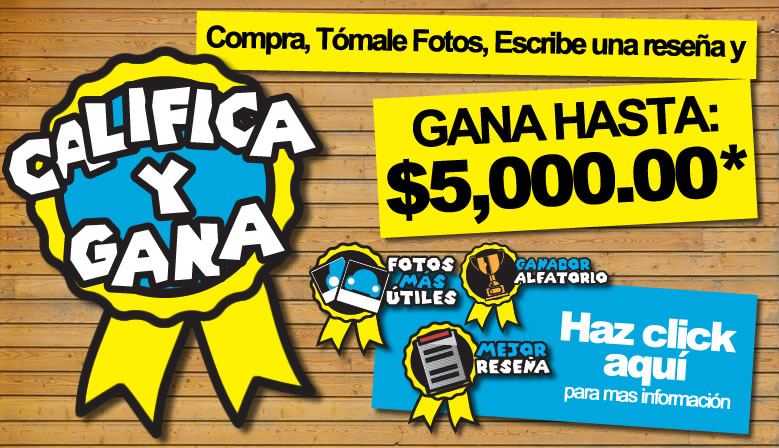 Compra, Tómale Fotos, Escribe una reseña y
CALIFICA
Y
GANA
GANA HASTA:
$5,000.00*
FOTOS
MÁS
ÚTILES
GANADOR
ALFATORIO
MEJOR
RESEÑA
Haz click
aquí
para mas información